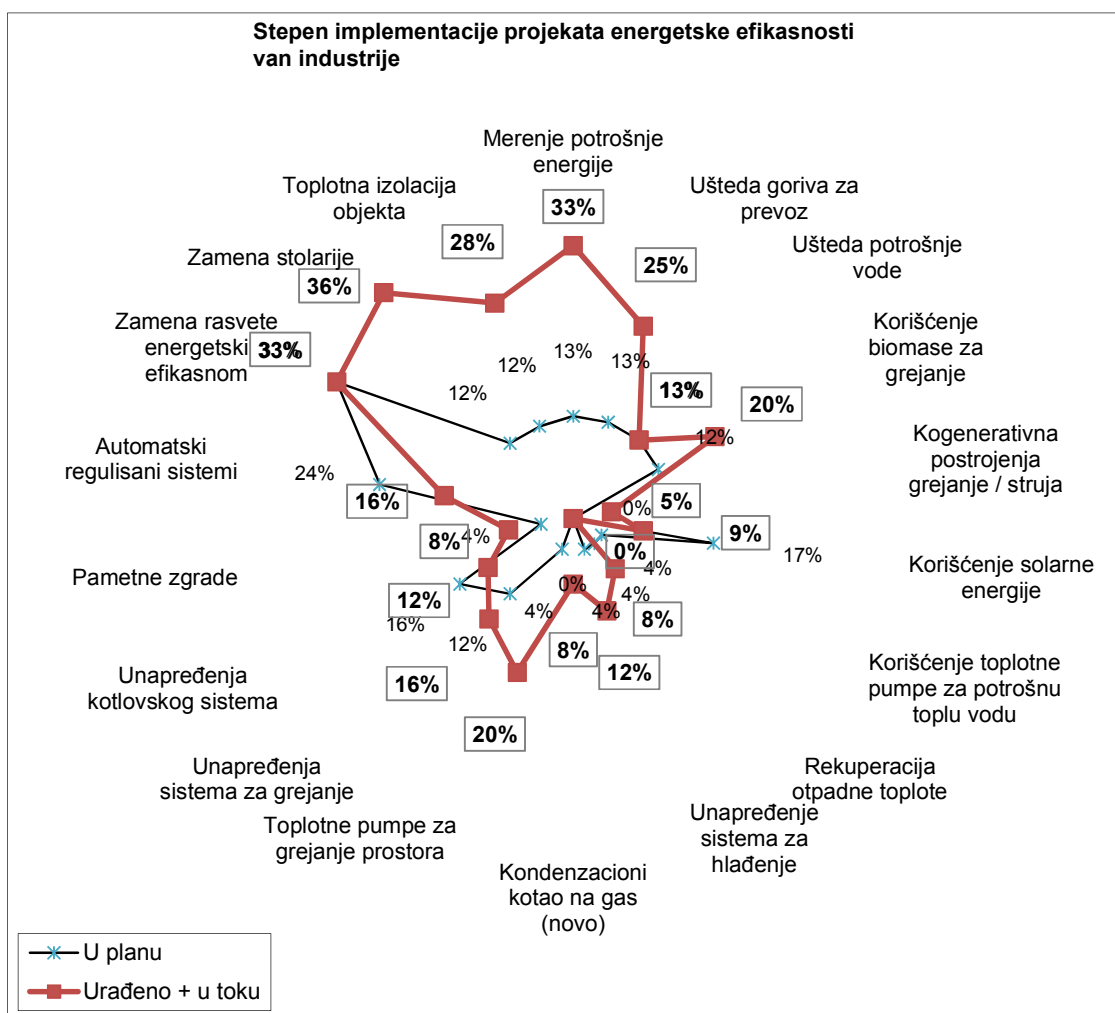 Stepen implementacije projekata energetske efikasnosti
van industrije
Merenje potrošnje
energije
33%
Ušteda goriva za
prevoz
25%
Ušteda potrošnje
vode
13%
Korišćenje
biomase za
grejanje
20%
Kogenerativna
postrojenja
grejanje / struja
5%
Korišćenje solarne
energije
9%
Korišćenje toplotne
pumpe za potrošnu
toplu vodu
0%
Rekuperacija
otpadne toplote
8%
Unapređenje
sistema za
hlađenje
12%
Kondenzacioni
kotao na gas
(novo)
8%
Toplotne pumpe za
grejanje prostora
20%
Unapređenja
sistema za grejanje
16%
Unapređenja
kotlovskog sistema
12%
Pametne zgrade
8%
Automatski
regulisani sistemi
16%
Zamena rasvete
energetski
efikasnom
33%
Zamena stolarije
36%
Toplotna izolacija
objekta
28%
13%
13%
12%
0%
17%
4%
4%
4%
0%
4%
12%
16%
4%
24%
12%
12%
U planu
Urađeno + u toku